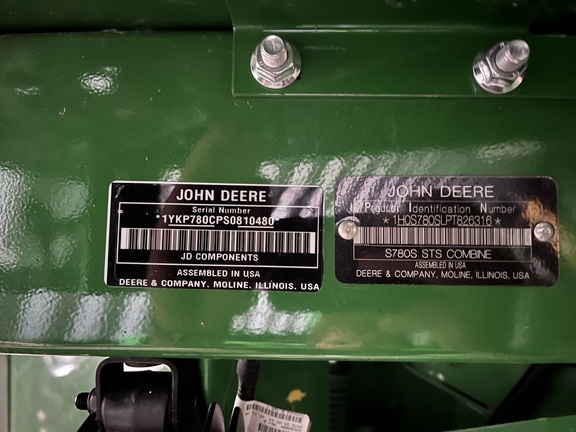 JOHN DEERE
Serial Number
*1YKP780CPS0810480*
JD COMPONENTS
ASSEMBLED IN USA
DEERE & COMPANY, MOLINE, ILLINOIS, USA
JOHN DEERE
Product Identification Number
*1H0S780SLPT826316*
S780S STS COMBINE
ASSEMBLED IN USA
DEERE & COMPANY, MOLINE, ILLINOIS, USA